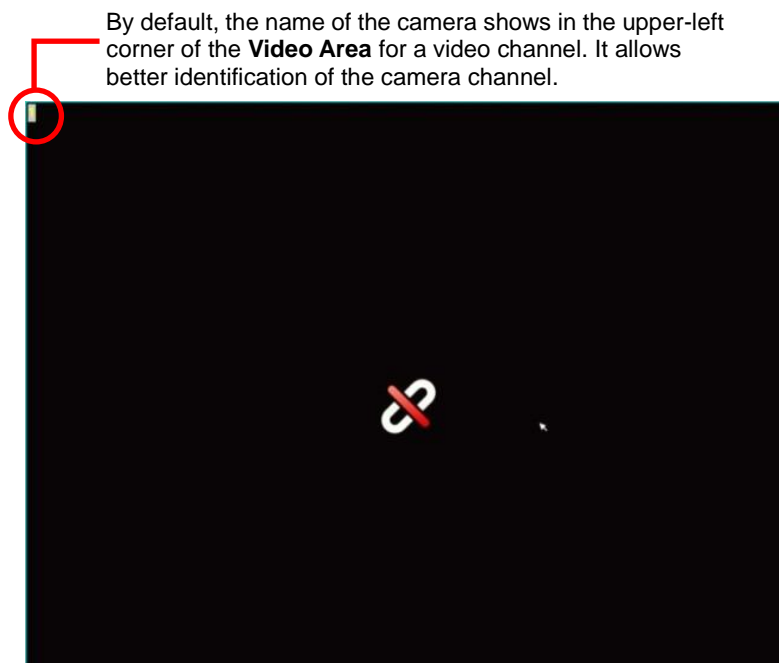 By default, the name of the camera shows in the upper-left
corner of the Video Area for a video channel. It allows
better identification of the camera channel.